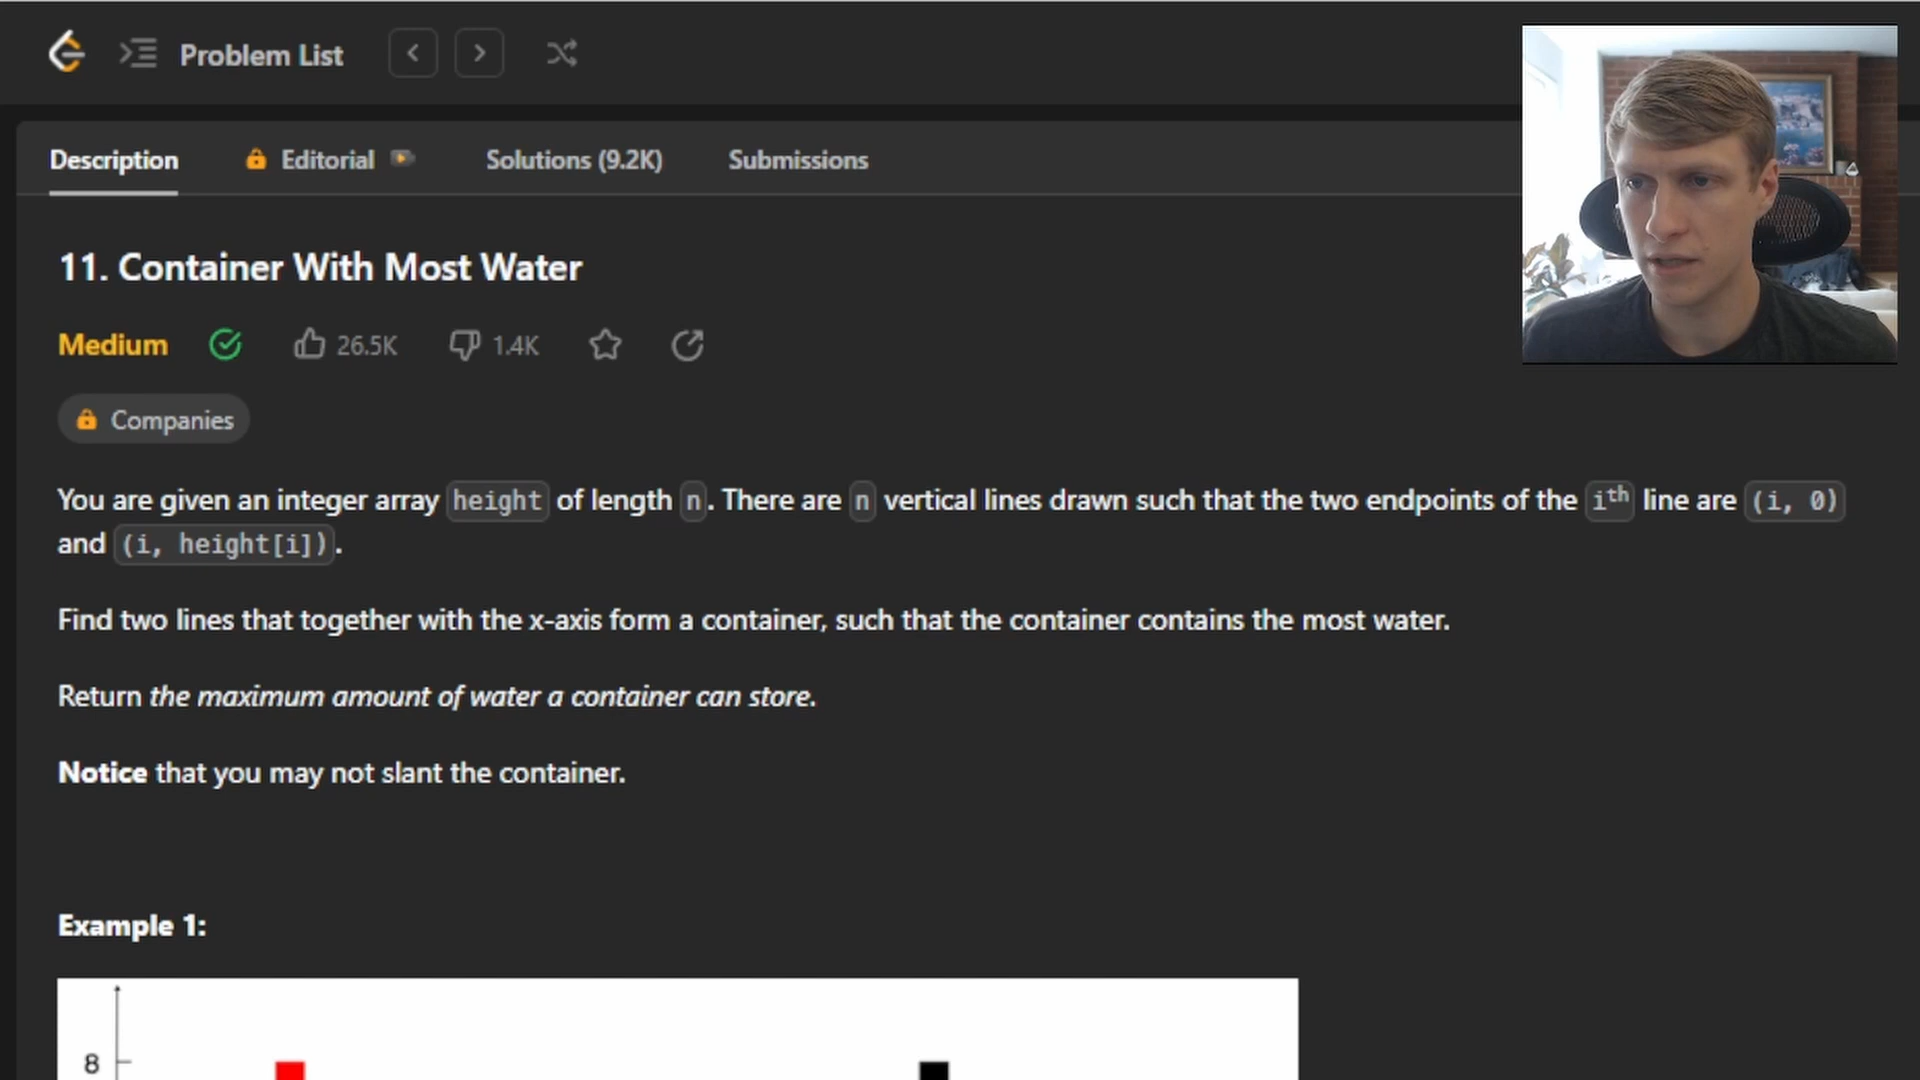 Problem List
Description Editorial Solutions (9.2K) Submissions
11. Container With Most Water
Medium 26.5K 1.4K
Companies
You are given an integer array height of length n. There are n vertical lines drawn such that the two endpoints of the iᵗʰ line are (i, 0)
and (i, height[i]).
Find two lines that together with the x-axis form a container, such that the container contains the most water.
Return the maximum amount of water a container can store.
Notice that you may not slant the container.
Example 1:
8